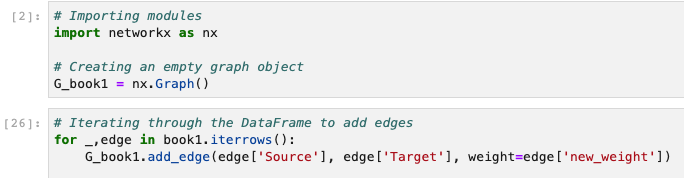 [2]:
# Importing modules
import networkx as nx
# Creating an empty graph object
G_book1 = nx.Graph()
[26]:
# Iterating through the DataFrame to add edges
for _,edge in book1.iterrows():
    G_book1.add_edge(edge['Source'], edge['Target'], weight=edge['new_weight'])